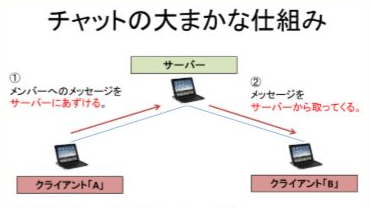 チャットの大まかな仕組み
サーバー
①
メンバーへのメッセージを
サーバーにあずける。
②
メッセージを
サーバーから取ってくる。
クライアント「A」
クライアント「B」